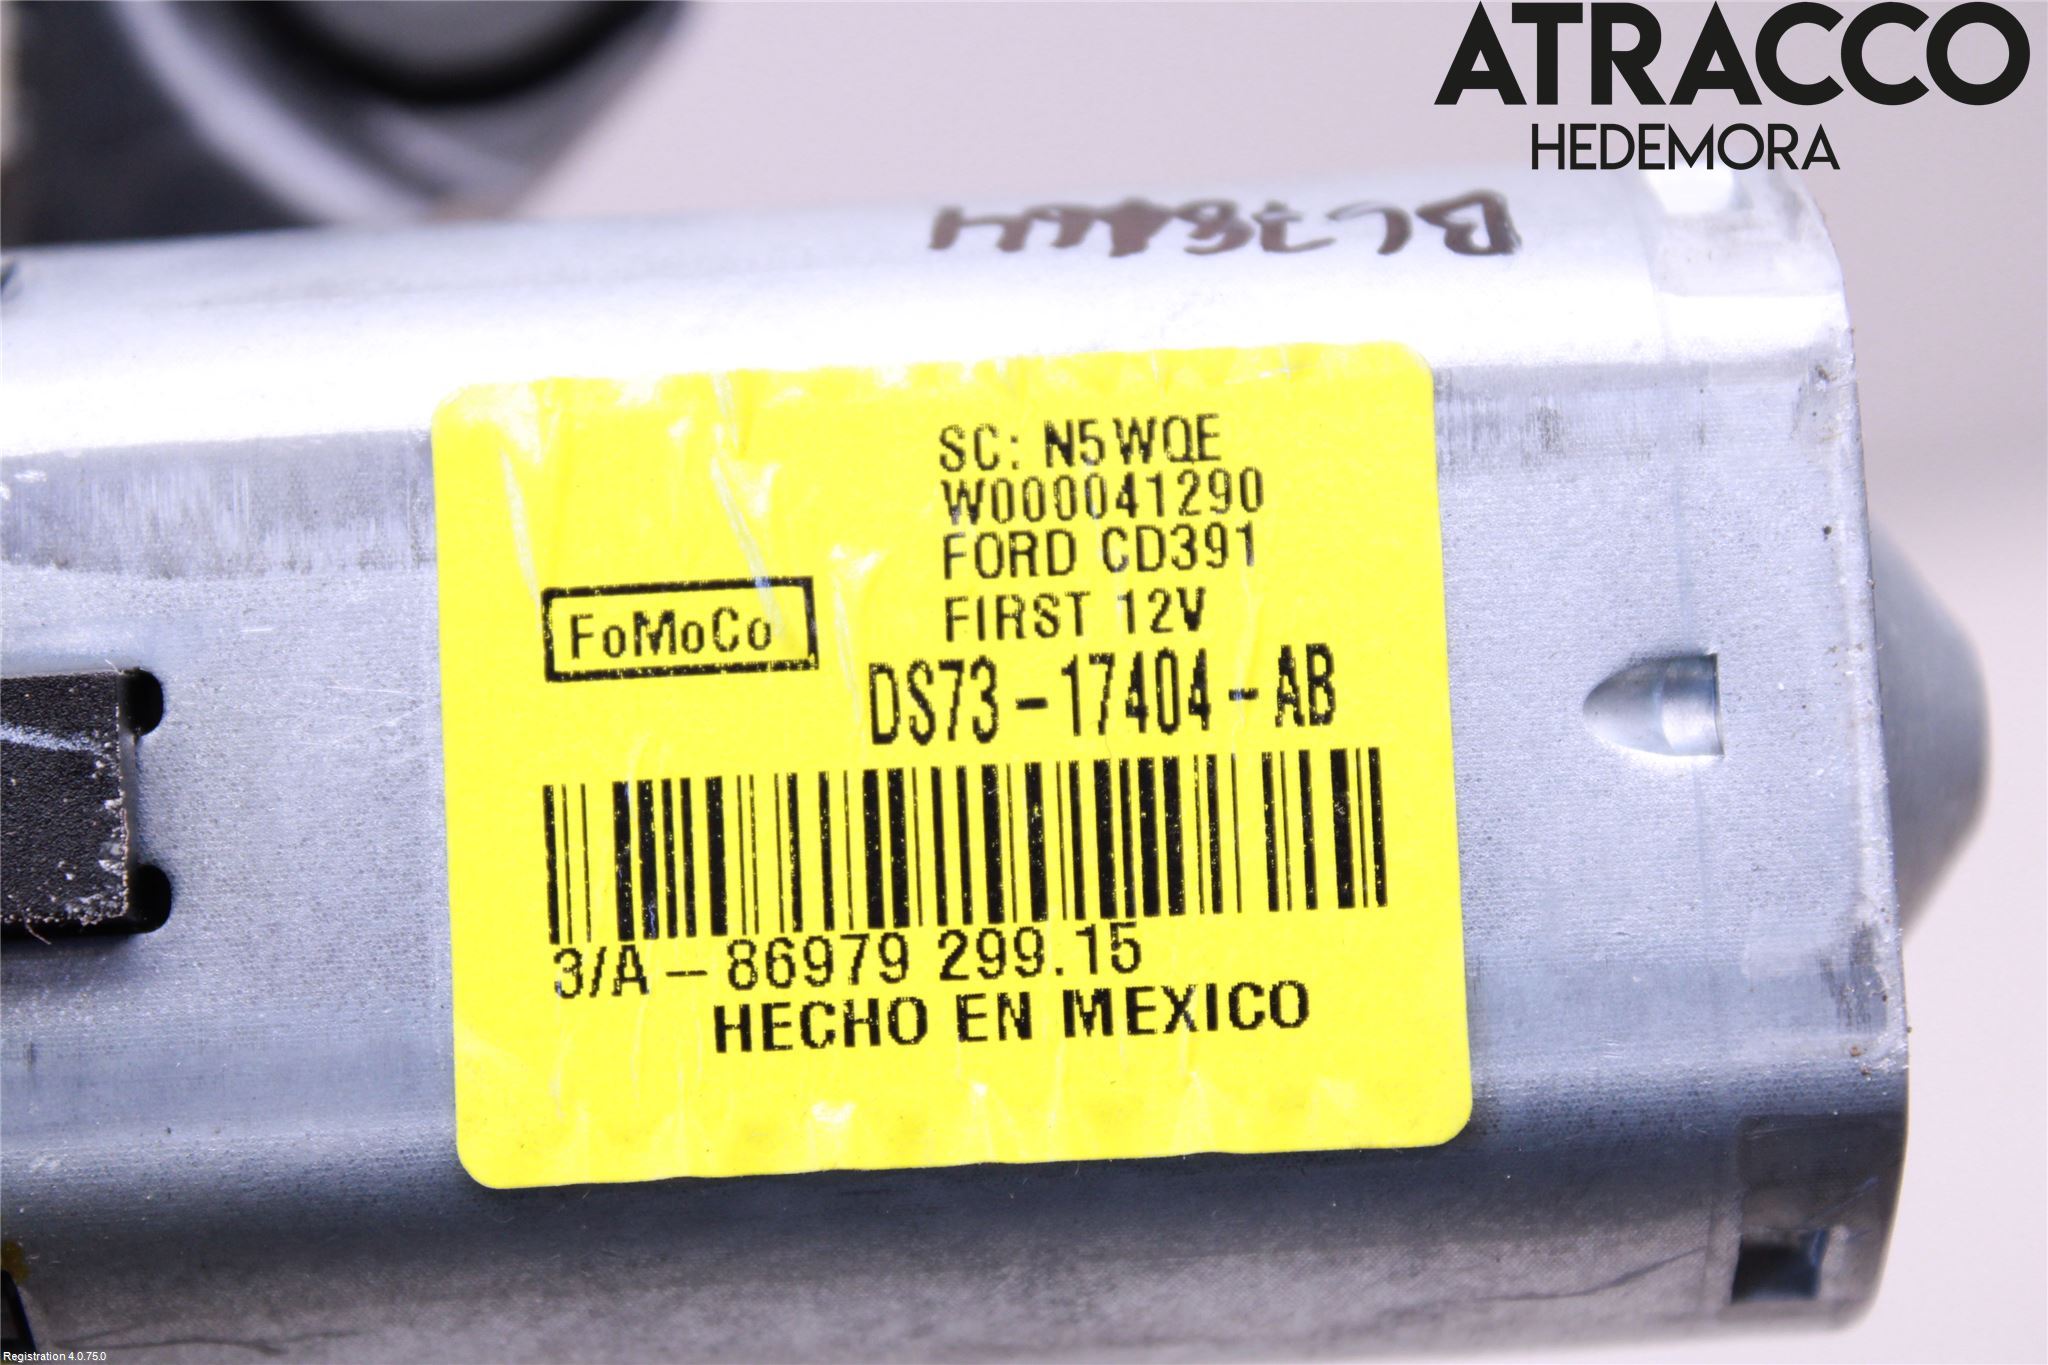 ATRACCO
HEDEMORA
SC: N5WQE
W000041290
FORD CD391
FIRST 12V
FoMoCo
DS73-17404-AB
3/A-86979 299.15
HECHO EN MEXICO
Registration 4.0.75.0